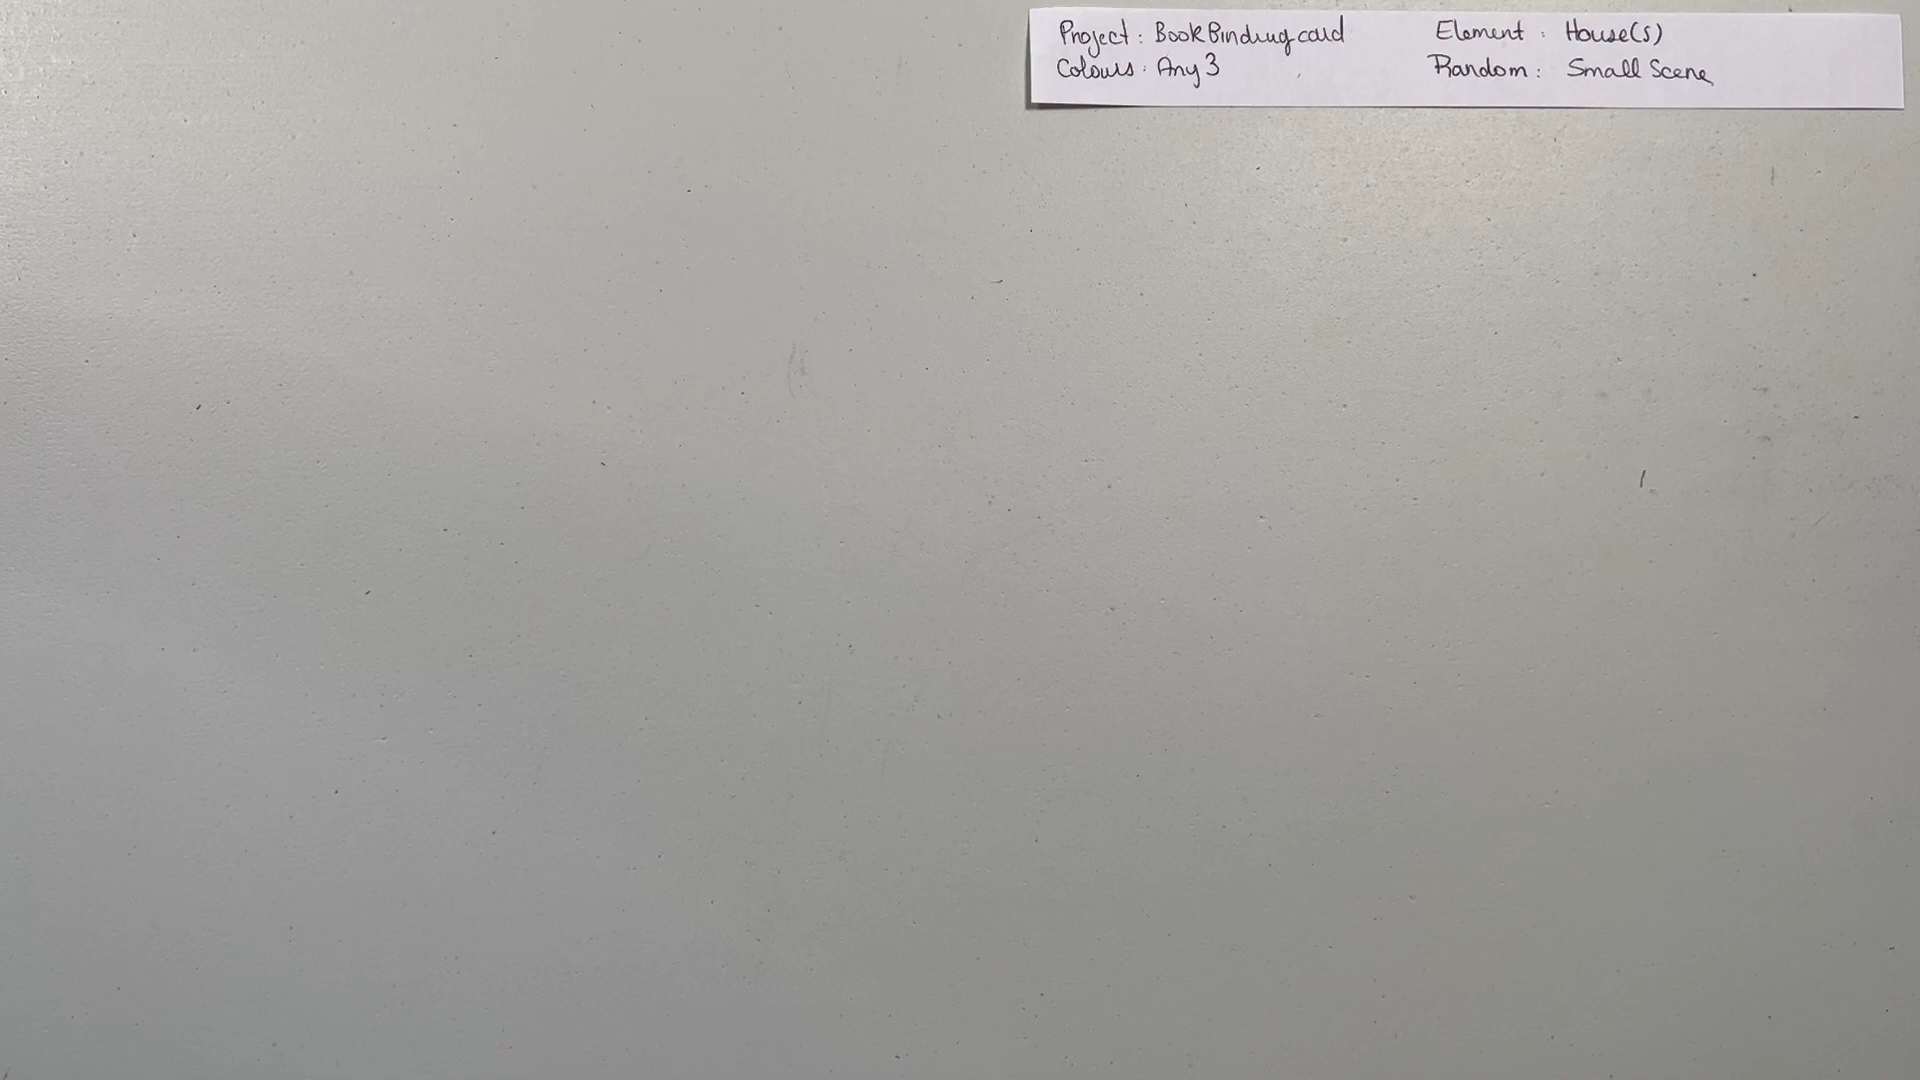 Project : Book Binding card
Colours : Any 3
Element : House(s)
Random : Small Scene